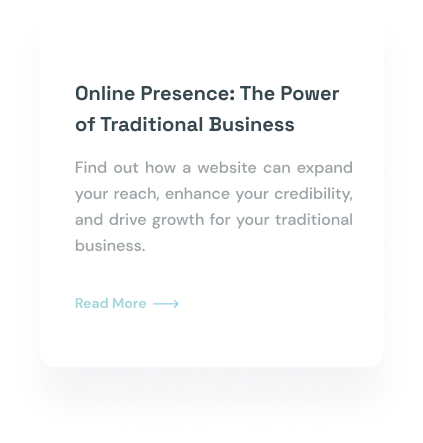 Online Presence: The Power
of Traditional Business
Find out how a website can expand
your reach, enhance your credibility,
and drive growth for your traditional
business.
Read More